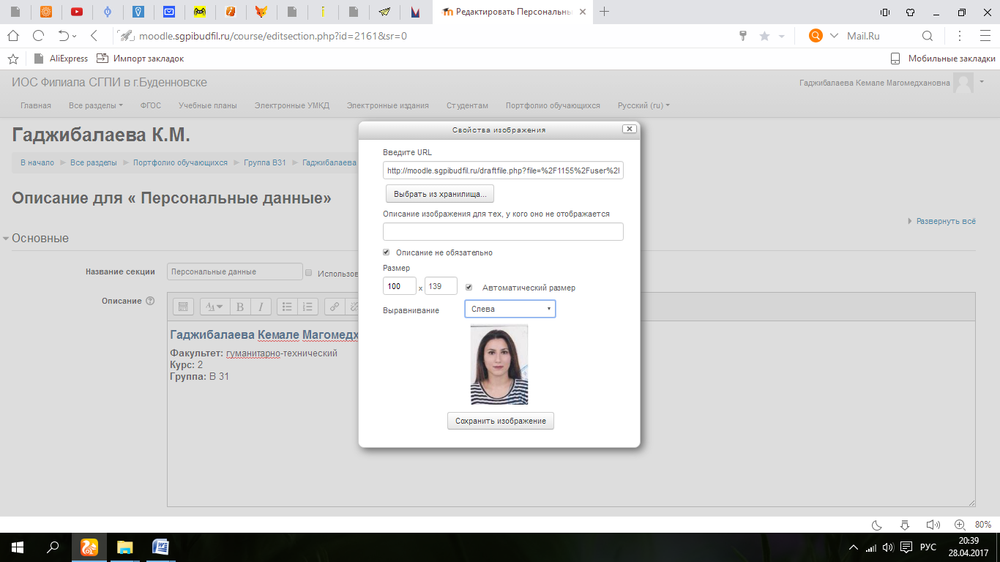 Редактировать Персональны
moodle.sgpibudfil.ru/course/editsection.php?id=2161&sr=0
Mail.Ru
AliExpress
Импорт закладок
Мобильные закладки
ИОС Филиала СГПИ в г.Буденновске
Гаджибалаева Кемале Магомедхановна
Главная Все разделы ФГОС Учебные планы Электронные УМКД Электронные издания Студентам Портфолио обучающихся Русский (ru)
Гаджибалаева К.М.
В начало Все разделы Портфолио обучающихся Группа В31 Гаджибалаева
Описание для « Персональные данные»
Развернуть всё
Основные
Название секции
Персональные данные
Использов
Описание
Гаджибалаева Кемале Магомедх
Факультет: гуманитарно-технический
Курс: 2
Группа: В 31
Свойства изображения
Введите URL
http://moodle.sgpibudfil.ru/draftfile.php?file=%2F1155%2Fuser%2
Выбрать из хранилища...
Описание изображения для тех, у кого оно не отображается
Описание не обязательно
Размер
100 x 139 Автоматический размер
Выравнивание
Слева
Сохранить изображение
80%
РУС
20:39
28.04.2017